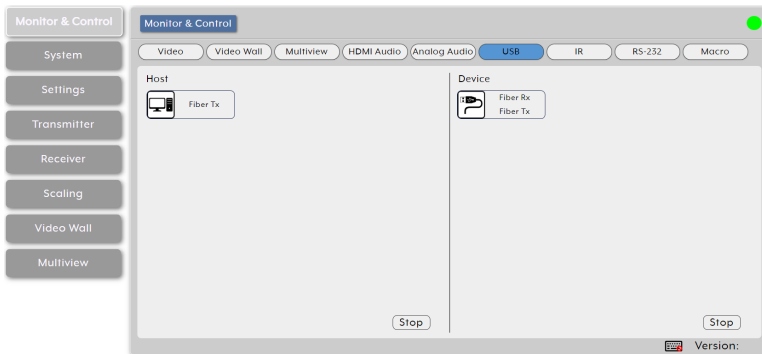 Monitor & Control
System
Settings
Transmitter
Receiver
Scaling
Video Wall
Multiview
Monitor & Control
Video Video Wall Multiview HDMI Audio Analog Audio USB IR RS-232 Macro
Host
Fiber Tx
Stop
Device
Fiber Rx
Fiber Tx
Stop
Version: